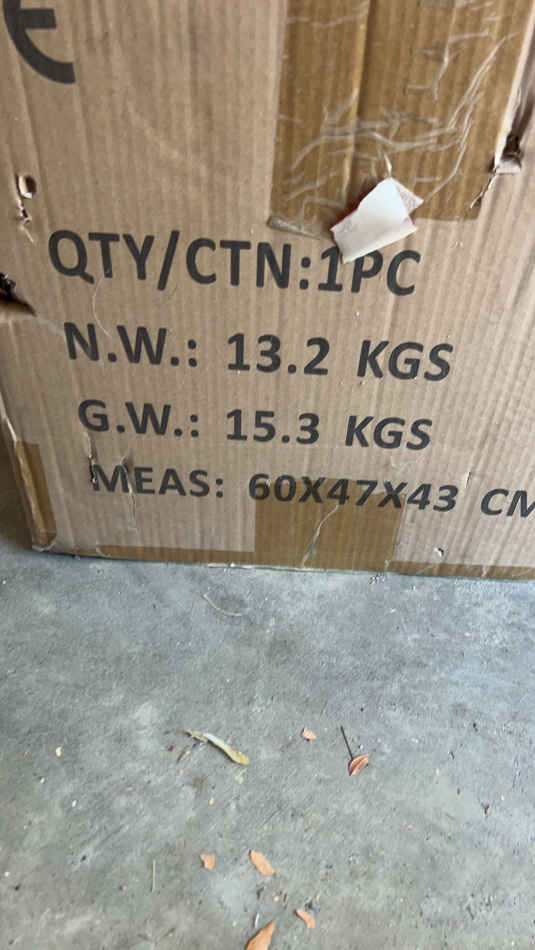 QTY/CTN:1PC
N.W.: 13.2 KGS
G.W.: 15.3 KGS
MEAS: 60X47X43 CM